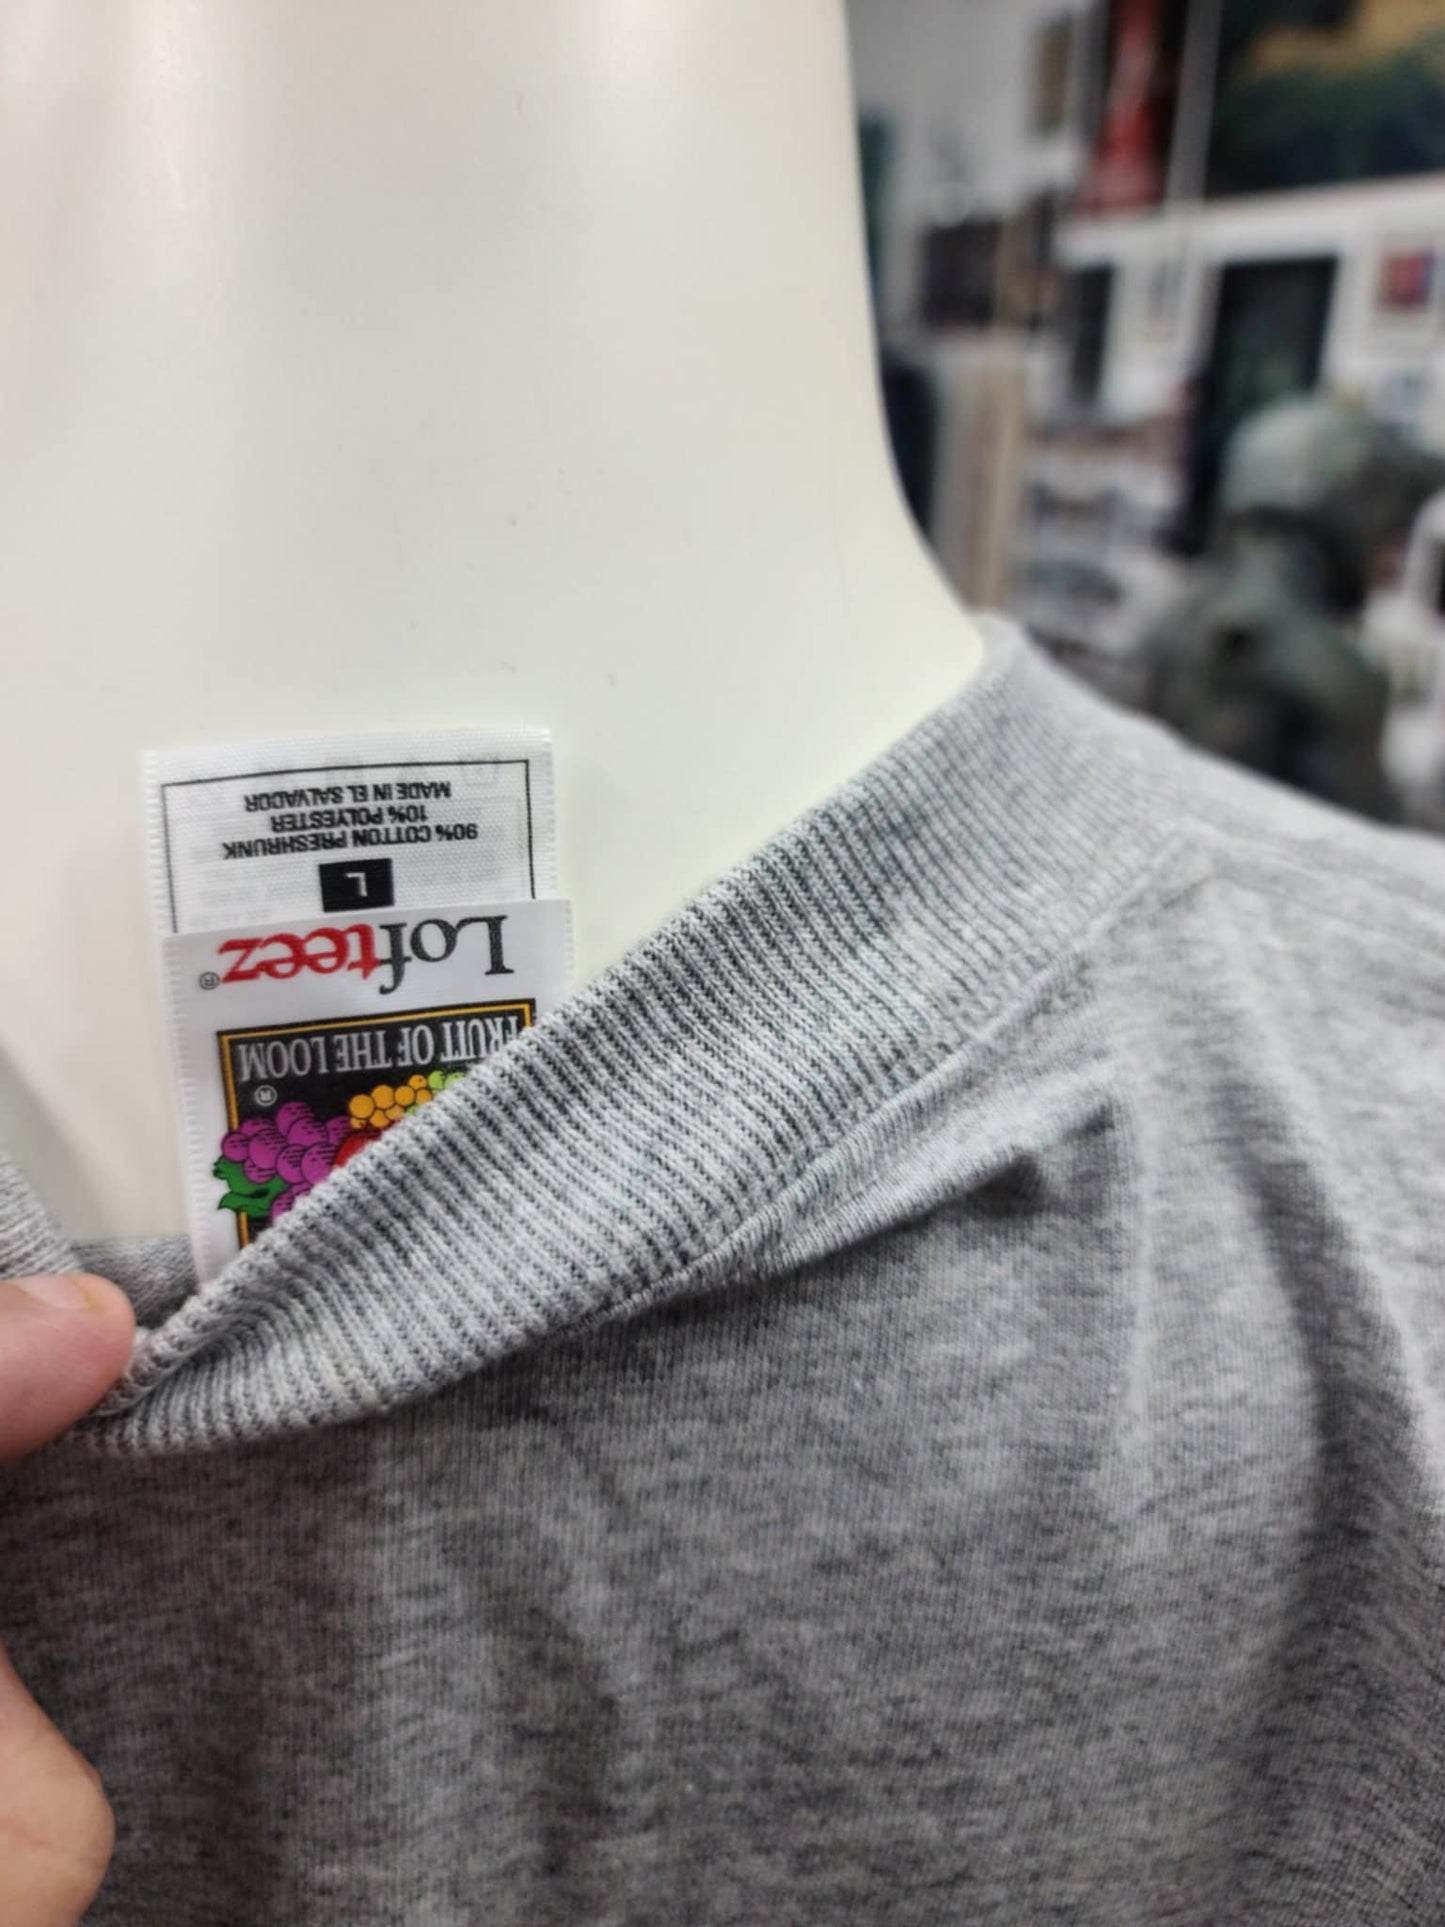 Lofteez®
FRUIT OF THE LOOM
®
L
90% COTTON PRESHRUNK
10% POLYESTER
MADE IN EL SALVADOR